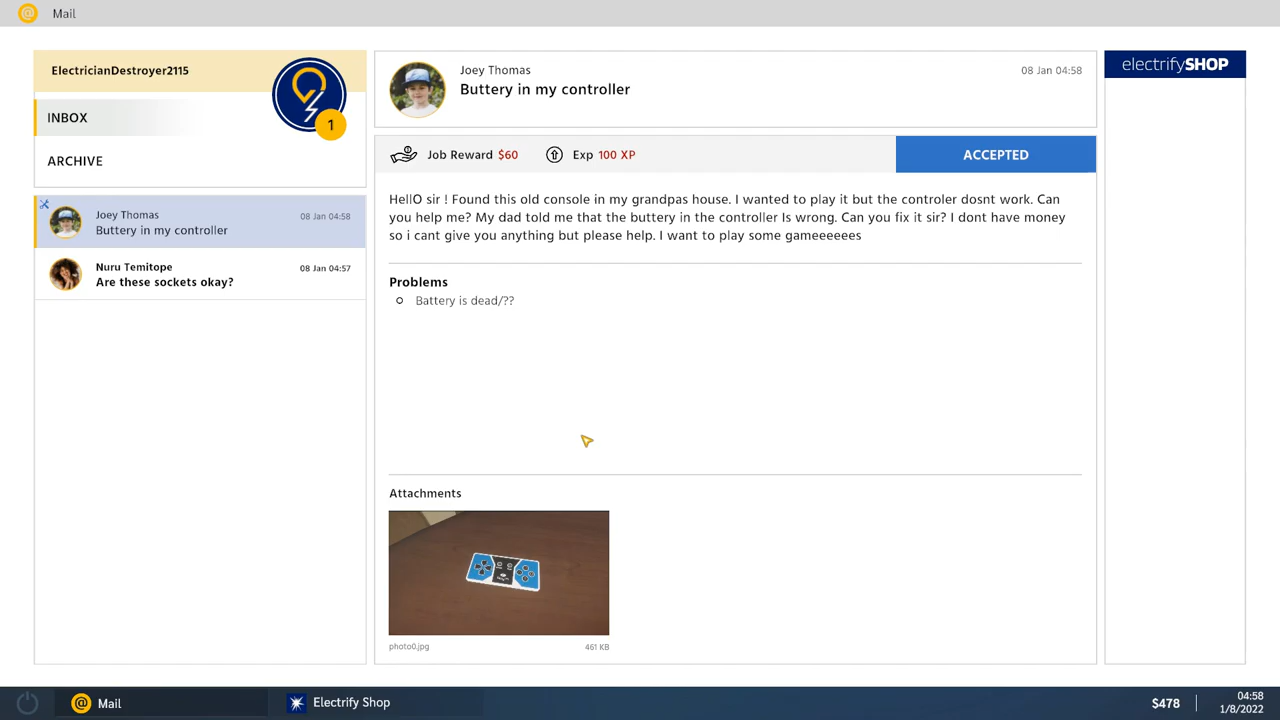 Mail
ElectricianDestroyer2115
1
INBOX
ARCHIVE
Joey Thomas
08 Jan 04:58
Buttery in my controller
Nuru Temitope
08 Jan 04:57
Are these sockets okay?
Joey Thomas
08 Jan 04:58
Buttery in my controller
Job Reward $60
Exp 100 XP
ACCEPTED
HellO sir ! Found this old console in my grandpas house. I wanted to play it but the controler dosnt work. Can
you help me? My dad told me that the buttery in the controller Is wrong. Can you fix it sir? I dont have money
so i cant give you anything but please help. I want to play some gameeeeees
Problems
Battery is dead/??
Attachments
photo0.jpg
461 KB
electrifySHOP
Mail
Electrify Shop
$478
04:58
1/8/2022